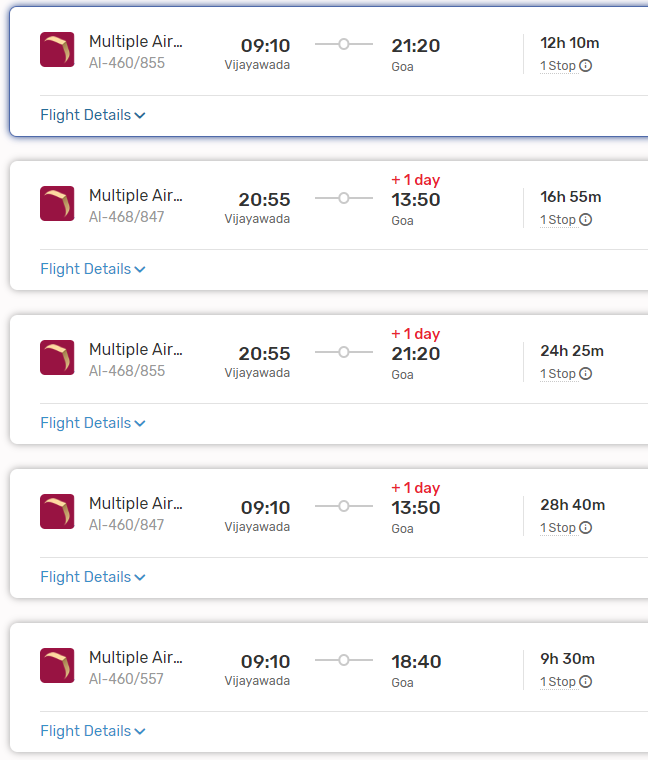 Multiple Air... 09:10 21:20 12h 10m
AI-460/855 Vijayawada Goa 1 Stop
Flight Details
+ 1 day
Multiple Air... 20:55 13:50 16h 55m
AI-468/847 Vijayawada Goa 1 Stop
Flight Details
+ 1 day
Multiple Air... 20:55 21:20 24h 25m
AI-468/855 Vijayawada Goa 1 Stop
Flight Details
+ 1 day
Multiple Air... 09:10 13:50 28h 40m
AI-460/847 Vijayawada Goa 1 Stop
Flight Details
Multiple Air... 09:10 18:40 9h 30m
AI-460/557 Vijayawada Goa 1 Stop
Flight Details